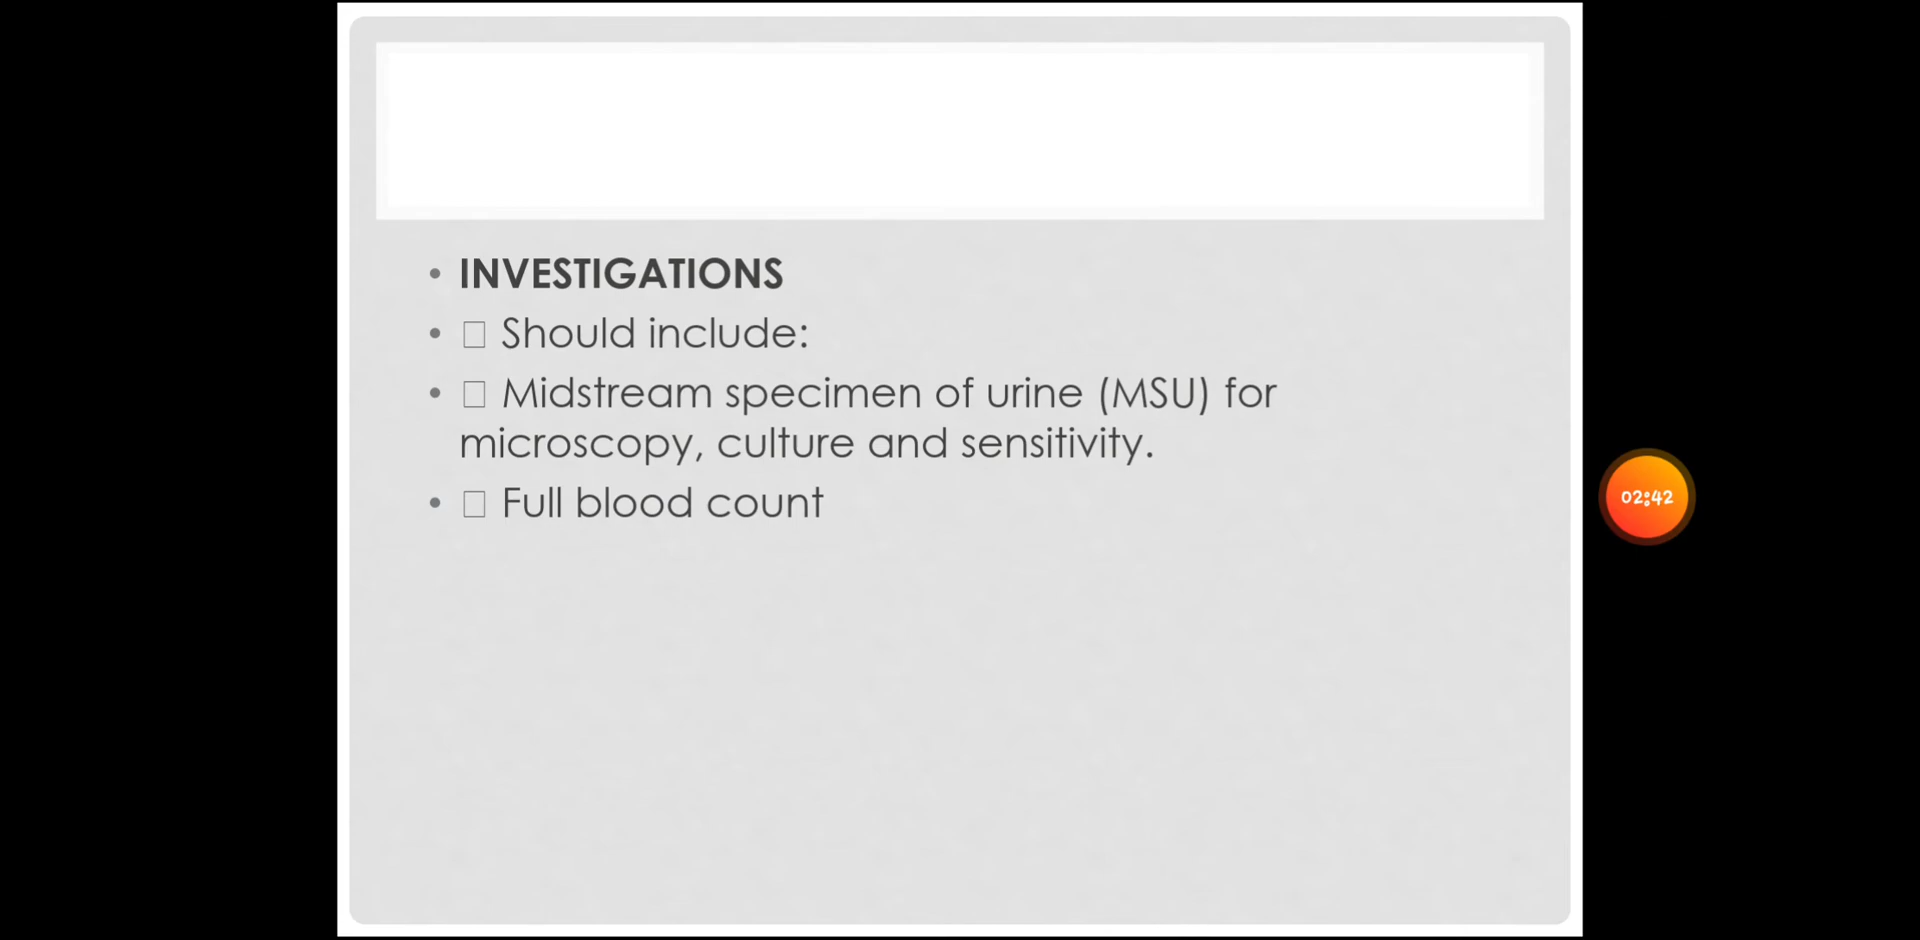 • INVESTIGATIONS
• □ Should include:
• □ Midstream specimen of urine (MSU) for
microscopy, culture and sensitivity.
• □ Full blood count
02:42